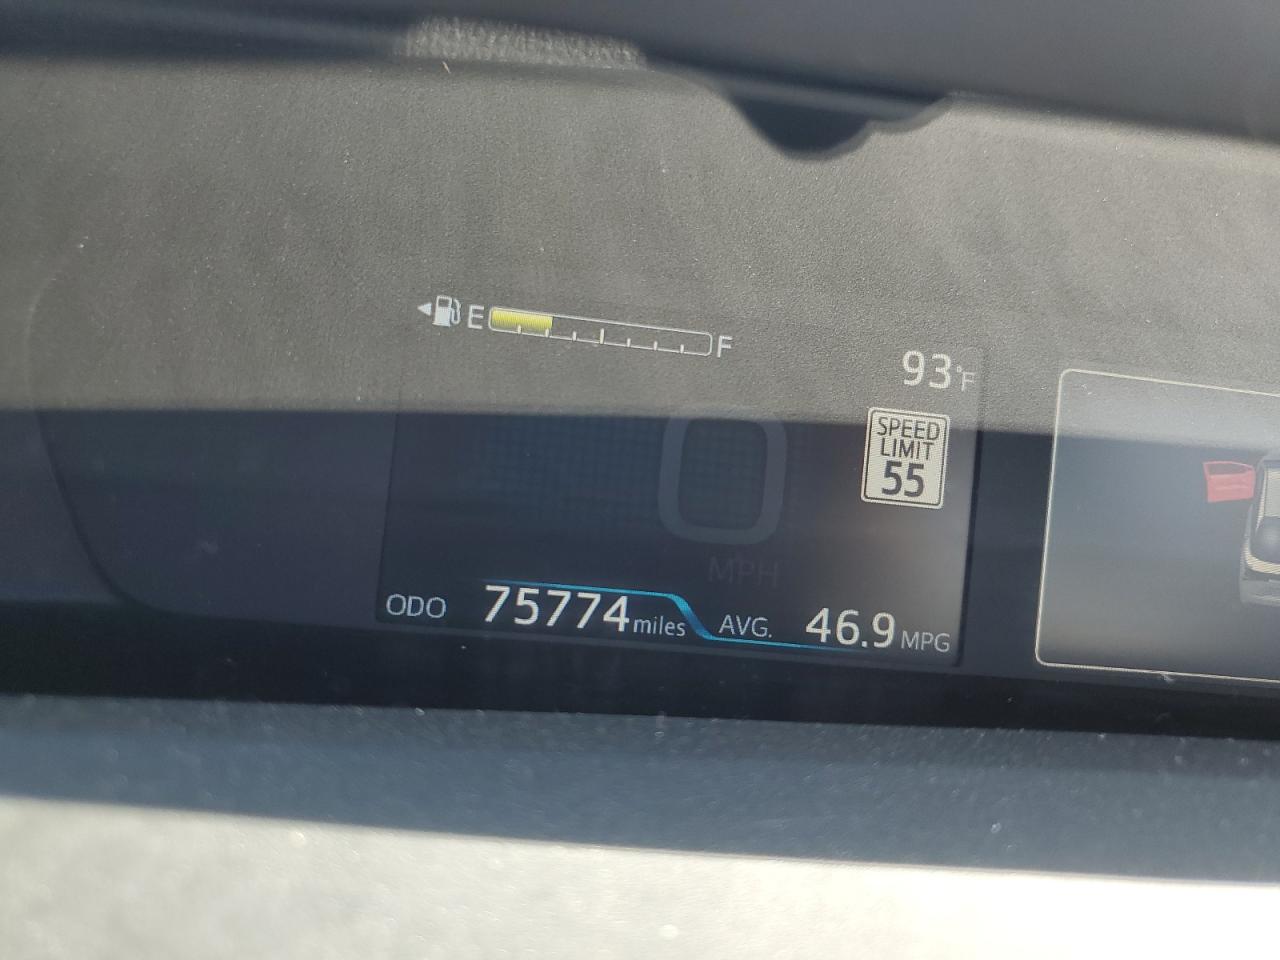 E F
93°F
SPEED
LIMIT
55
0
MPH
ODO 75774 miles AVG. 46.9 MPG